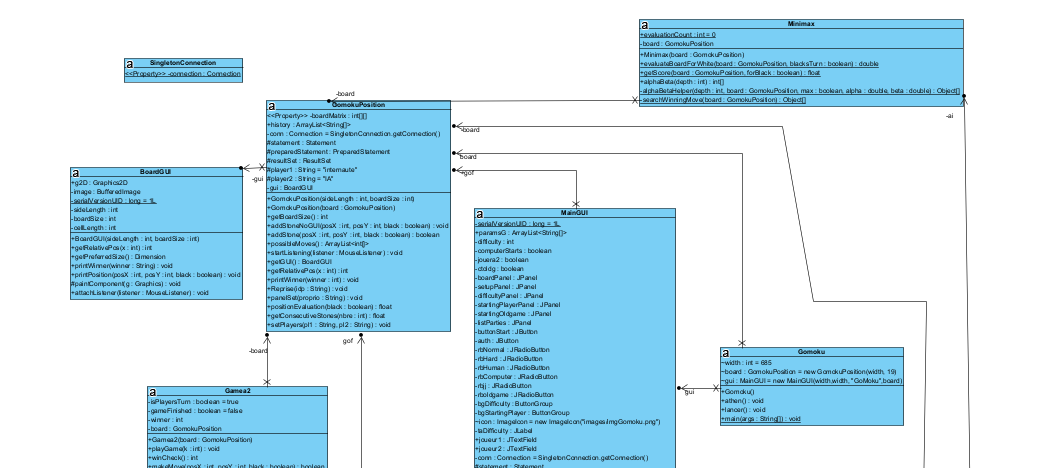 Minimax
+evaluationCount : int = 0
-board : GomokuPosition
+Minimax(board : GomokuPosition)
+evaluateBoardForWhite(board : GomokuPosition, blacksTurn : boolean) : double
+getScore(board : GomokuPosition, forBlack : boolean) : float
+alphaBeta(depth : int) : int[]
-alphaBetaHelper(depth : int, board : GomokuPosition, max : boolean, alpha : double, beta : double) : Object[]
-searchWinningMove(board : GomokuPosition) : Object[]
-ai
SingletonConnection
<<Property>> -connection : Connection
-board
GomokuPosition
<<Property>> -boardMatrix : int[][]
+history : ArrayList<String[]>
-conn : Connection = SingletonConnection.getConnection()
#statement : Statement
#preparedStatement : PreparedStatement
#resultSet : ResultSet
#player1 : String = "internaute"
#player2 : String = "IA"
-gui : BoardGUI
+GomokuPosition(sideLength : int, boardSize : int)
+GomokuPosition(board : GomokuPosition)
+getBoardSize() : int
+addStoneNoGUI(posX : int, posY : int, black : boolean) : void
+addStone(posX : int, posY : int, black : boolean) : boolean
+possibleMoves() : ArrayList<int[]>
+startListening(listener : MouseListener) : void
+getGUI() : BoardGUI
+getRelativePos(x : int) : int
+printWinner(winner : int) : void
+Reprise(idp : String) : void
+panelSet(proprio : String) : void
+positionEvaluation(black : boolean) : float
+getConsecutiveStones(nbre : int) : float
+setPlayers(pl1 : String, pl2 : String) : void
-board
board
+gof
-gui
BoardGUI
+g2D : Graphics2D
-image : BufferedImage
-serialVersionUID : long = 1L
-sideLength : int
-boardSize : int
-cellLength : int
+BoardGUI(sideLength : int, boardSize : int)
+getRelativePos(x : int) : int
+getPreferredSize() : Dimension
+printWinner(winner : String) : void
+printPosition(posX : int, posY : int, black : boolean) : void
#paintComponent(g : Graphics) : void
+attachListener(listener : MouseListener) : void
MainGUI
-serialVersionUID : long = 1L
+paramsG : ArrayList<String[]>
-difficulty : int
-computerStarts : boolean
-jouera2 : boolean
-ctoldg : boolean
-boardPanel : JPanel
-setupPanel : JPanel
-difficultyPanel : JPanel
-startingPlayerPanel : JPanel
-startingOldgame : JPanel
-listParties : JPanel
-buttonStart : JButton
-auth : JButton
-rbNormal : JRadioButton
-rbHard : JRadioButton
-rbHuman : JRadioButton
-rbComputer : JRadioButton
-rbjj : JRadioButton
-rboldgame : JRadioButton
-bgDifficulty : ButtonGroup
-bgStartingPlayer : ButtonGroup
~icon : ImageIcon = new ImageIcon("images/imgGomoku.png")
-taDifficulty : JLabel
+joueur1 : JTextField
+joueur2 : JTextField
-conn : Connection = SingletonConnection.getConnection()
#statement : Statement
gui
Gomoku
~width : int = 685
~board : GomokuPosition = new GomokuPosition(width, 19)
~gui : MainGUI = new MainGUI(width,width, "GoMoku",board)
+Gomoku()
+athen() : void
+lancer() : void
+main(args : String[]) : void
-board
gof
Gamea2
-isPlayersTurn : boolean = true
-gameFinished : boolean = false
-winner : int
-board : GomokuPosition
+Gamea2(board : GomokuPosition)
+playGame(k : int) : void
+winCheck() : int
+makeMove(posX : int, posY : int, black : boolean) : boolean